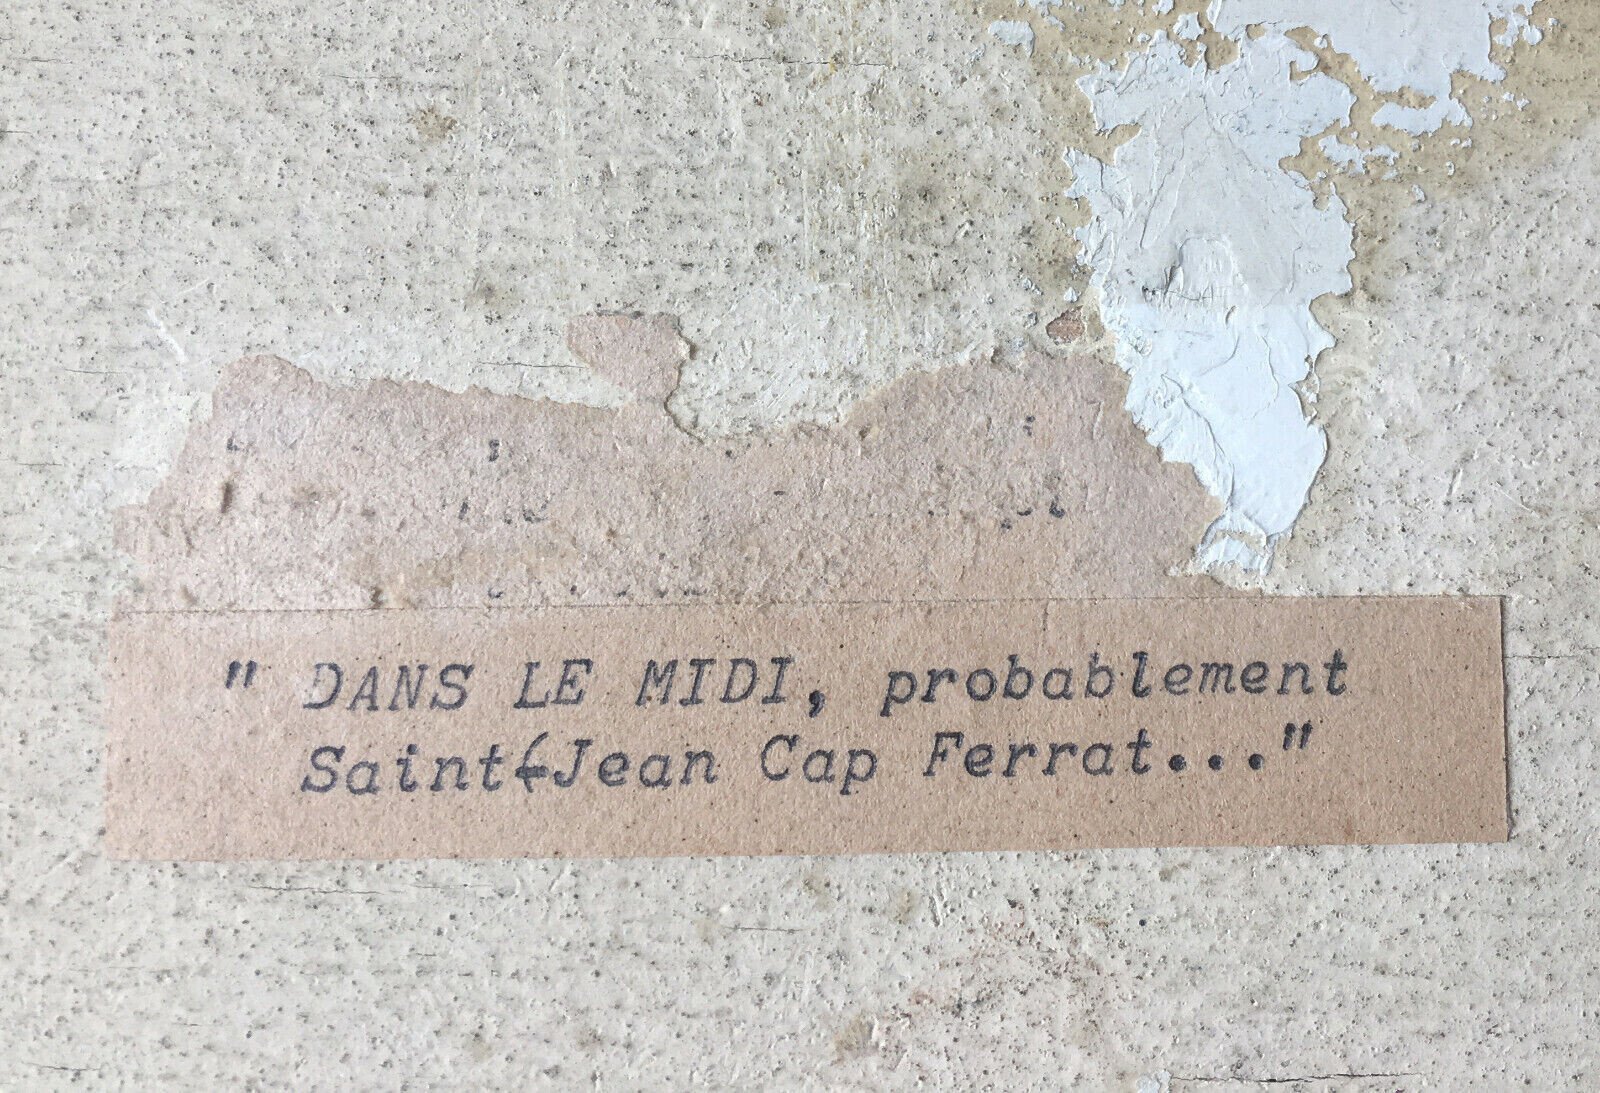 " DANS LE MIDI, probablement
Saint-Jean Cap Ferrat..."